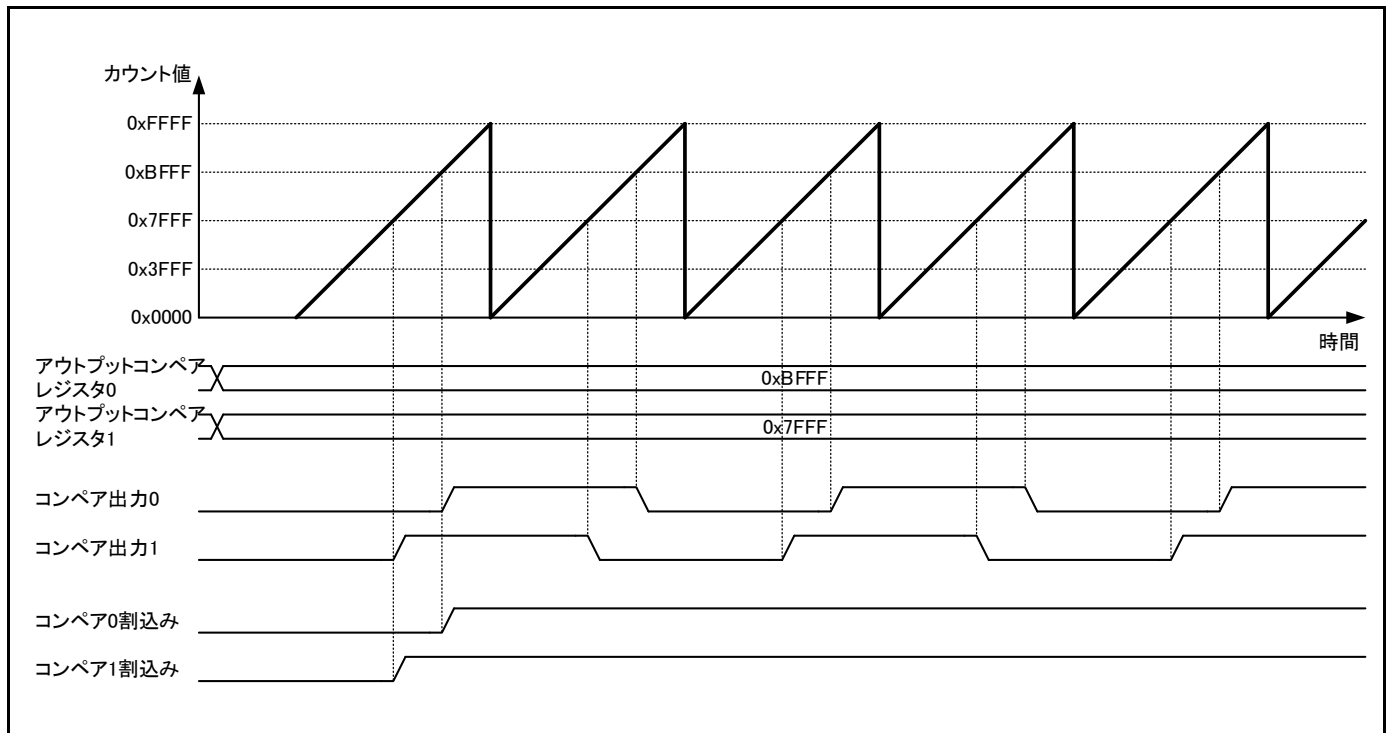 カウント値
0xFFFF
0xBFFF
0x7FFF
0x3FFF
0x0000
時間
アウトプットコンペア
レジスタ0
0xBFFF
アウトプットコンペア
レジスタ1
0x7FFF
コンペア出力0
コンペア出力1
コンペア0割込み
コンペア1割込み